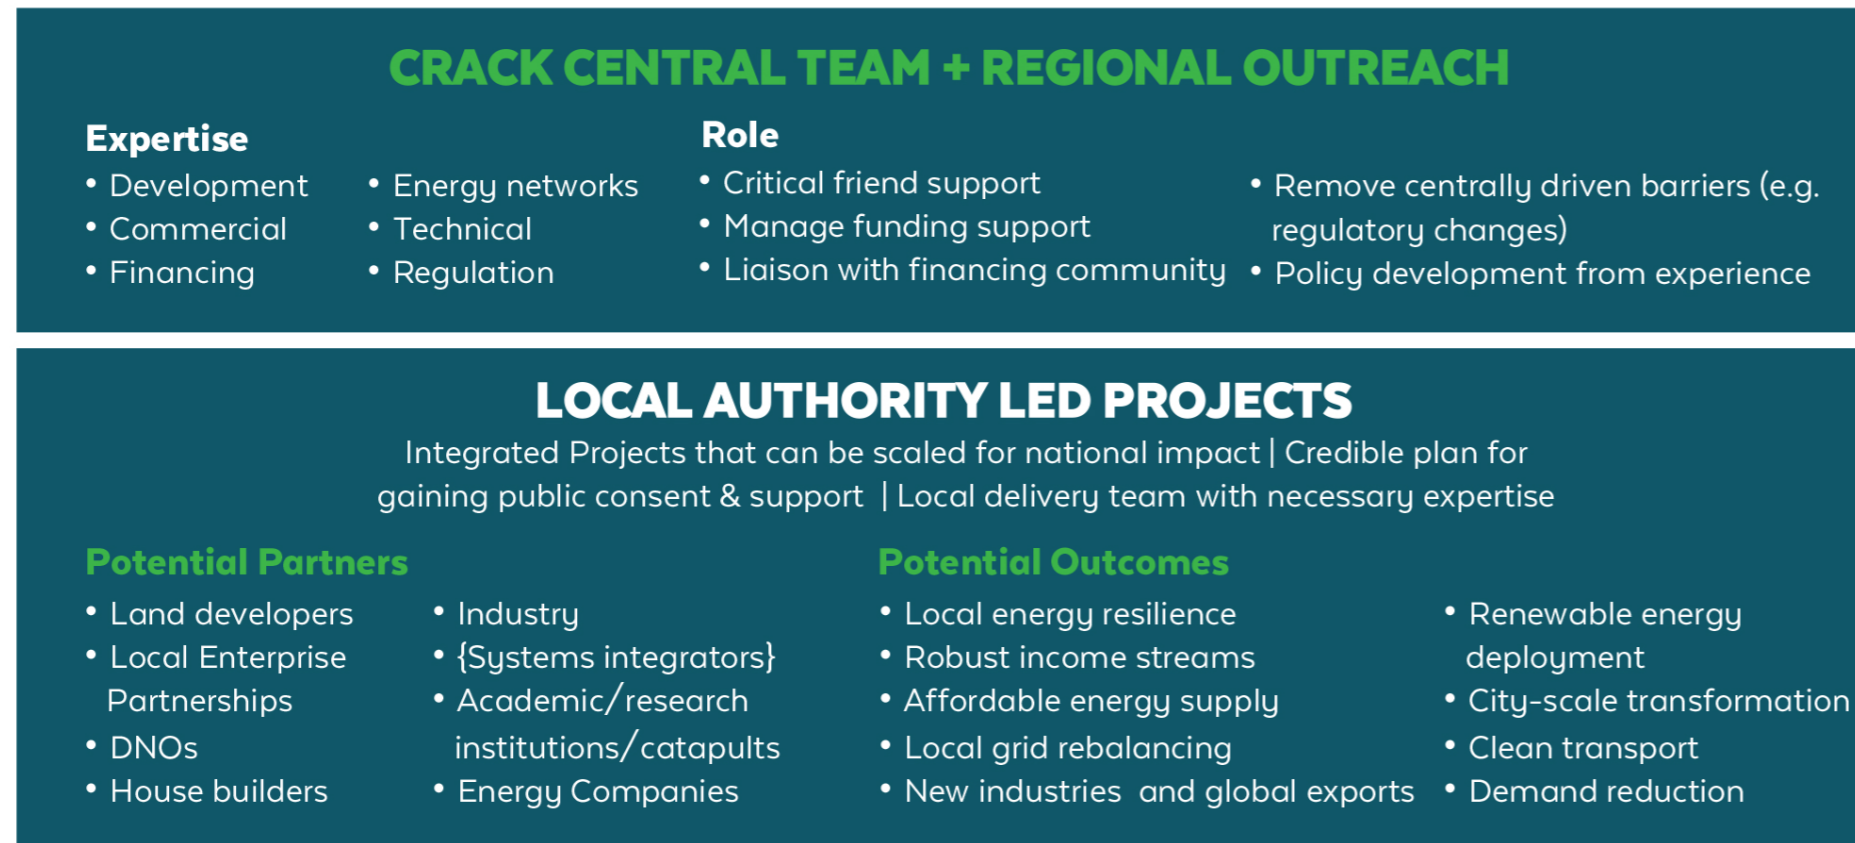 CRACK CENTRAL TEAM + REGIONAL OUTREACH
Expertise
• Development
• Commercial
• Financing
• Energy networks
• Technical
• Regulation
Role
• Critical friend support
• Manage funding support
• Liaison with financing community
• Remove centrally driven barriers (e.g.
regulatory changes)
• Policy development from experience
LOCAL AUTHORITY LED PROJECTS
Integrated Projects that can be scaled for national impact | Credible plan for
gaining public consent & support | Local delivery team with necessary expertise
Potential Partners
• Land developers
• Local Enterprise
Partnerships
• DNOs
• House builders
• Industry
• {Systems integrators}
• Academic/research
institutions/catapults
• Energy Companies
Potential Outcomes
• Local energy resilience
• Robust income streams
• Affordable energy supply
• Local grid rebalancing
• New industries and global exports
• Renewable energy
deployment
• City-scale transformation
• Clean transport
• Demand reduction